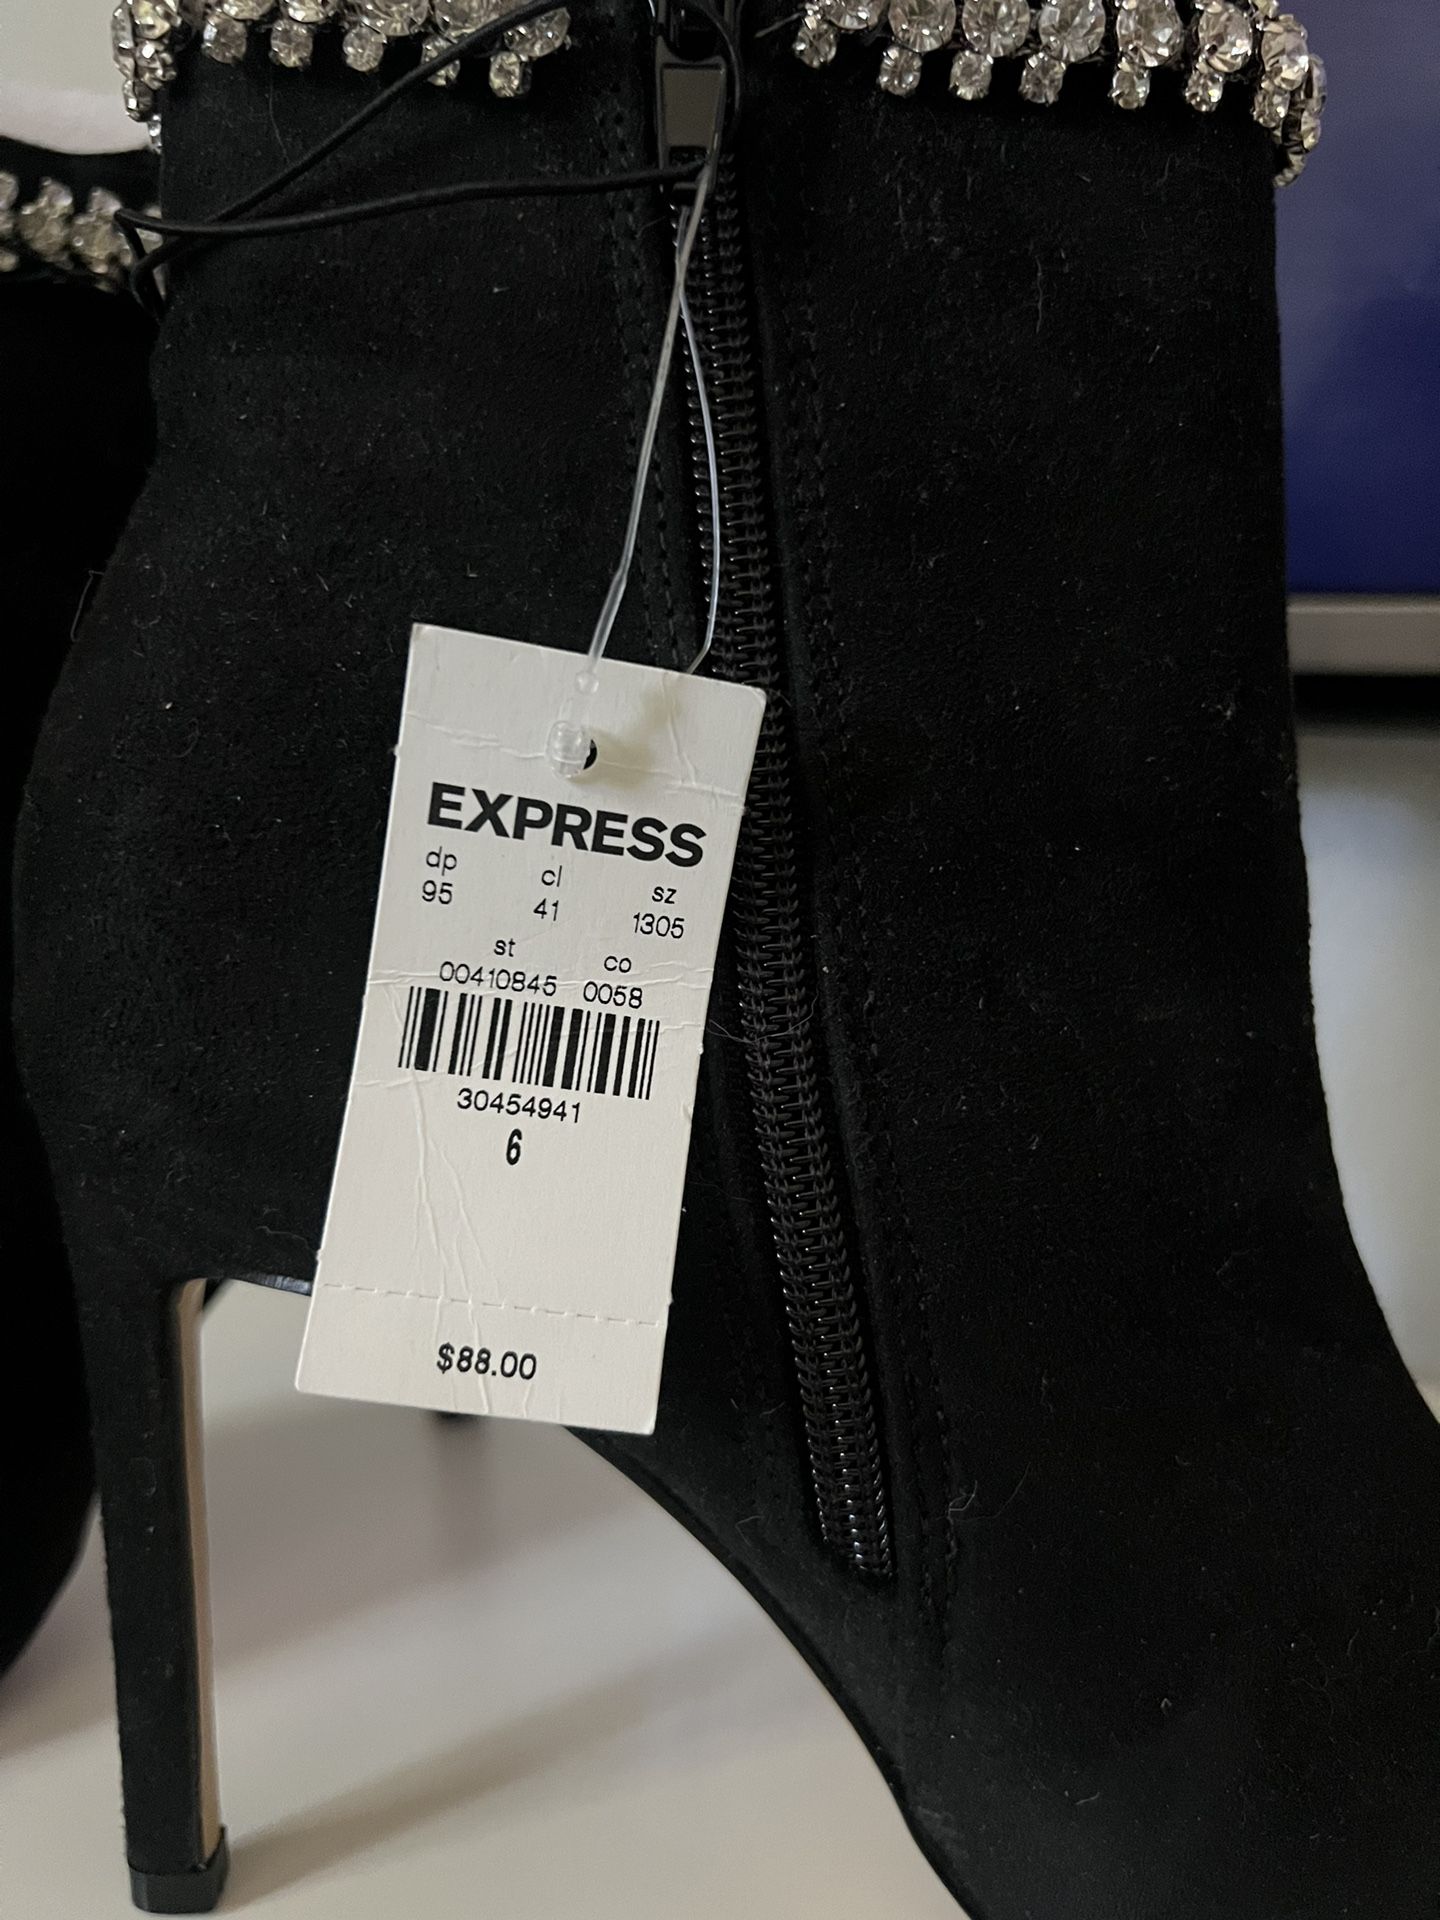 EXPRESS
dp cl sz
95 41 1305
st co
00410845 0058
30454941
6
$88.00